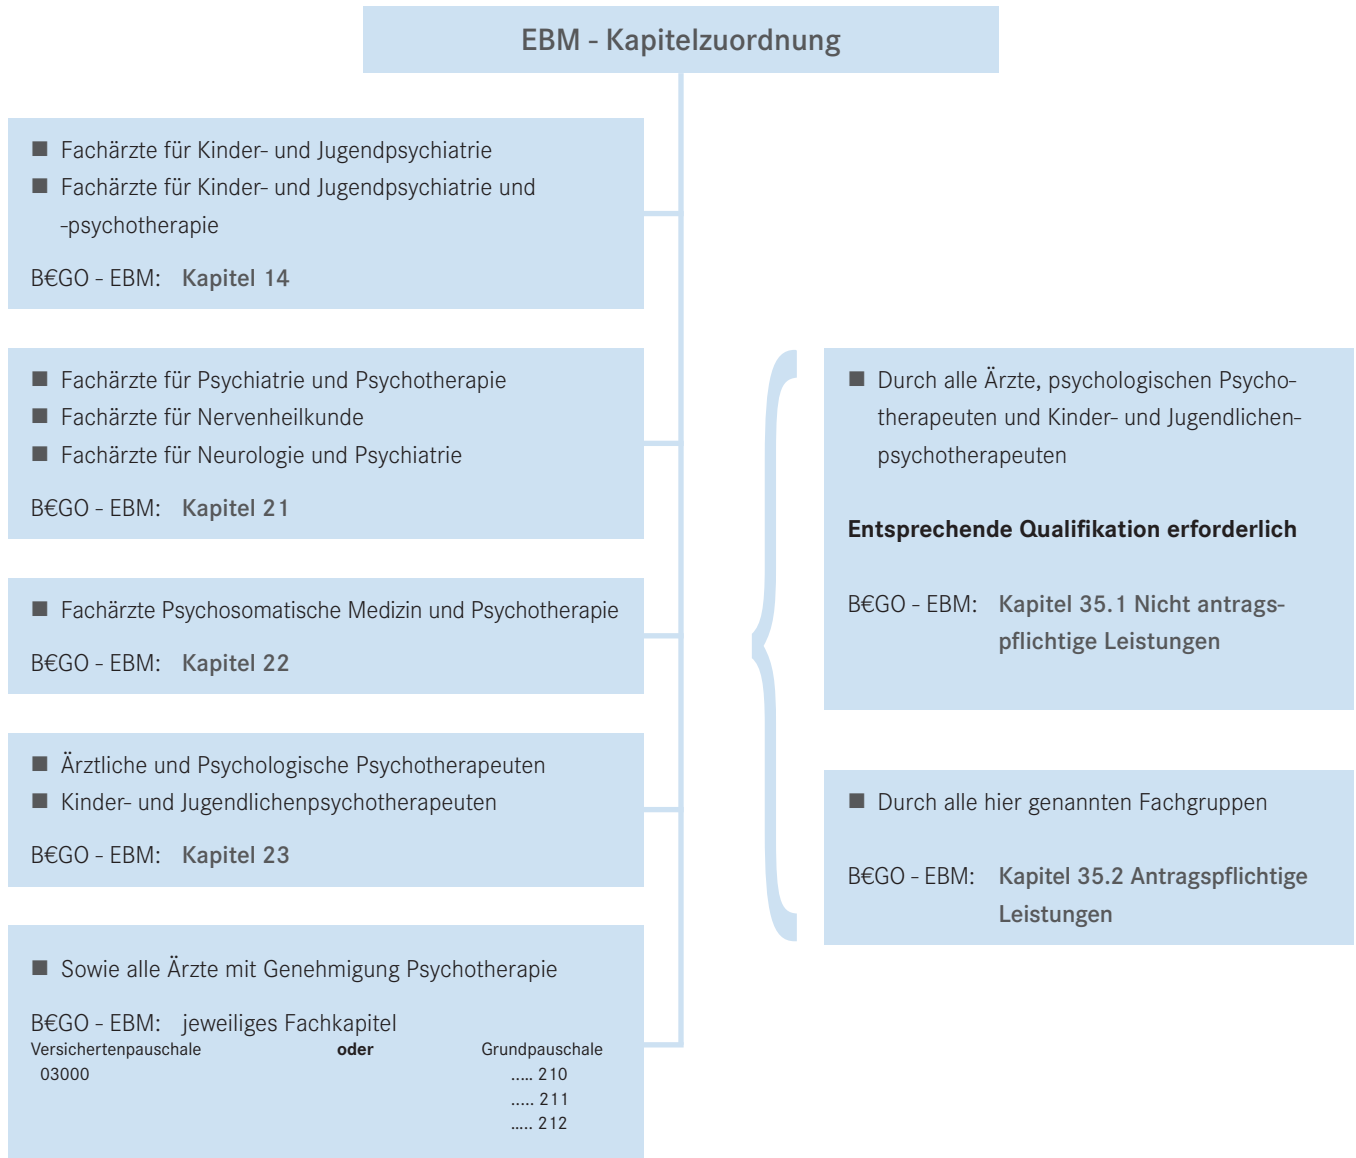 EBM - Kapitelzuordnung
■ Fachärzte für Kinder- und Jugendpsychiatrie
■ Fachärzte für Kinder- und Jugendpsychiatrie und
-psychotherapie
B€GO - EBM: Kapitel 14
■ Fachärzte für Psychiatrie und Psychotherapie
■ Fachärzte für Nervenheilkunde
■ Fachärzte für Neurologie und Psychiatrie
B€GO - EBM: Kapitel 21
■ Fachärzte Psychosomatische Medizin und Psychotherapie
B€GO - EBM: Kapitel 22
■ Ärztliche und Psychologische Psychotherapeuten
■ Kinder- und Jugendlichenpsychotherapeuten
B€GO - EBM: Kapitel 23
■ Sowie alle Ärzte mit Genehmigung Psychotherapie
B€GO - EBM: jeweiliges Fachkapitel
Versichertenpauschale oder Grundpauschale
03000 ..... 210
..... 211
..... 212
■ Durch alle Ärzte, psychologischen Psycho-
therapeuten und Kinder- und Jugendlichen-
psychotherapeuten
Entsprechende Qualifikation erforderlich
B€GO - EBM: Kapitel 35.1 Nicht antrags-
pflichtige Leistungen
■ Durch alle hier genannten Fachgruppen
B€GO - EBM: Kapitel 35.2 Antragspflichtige
Leistungen